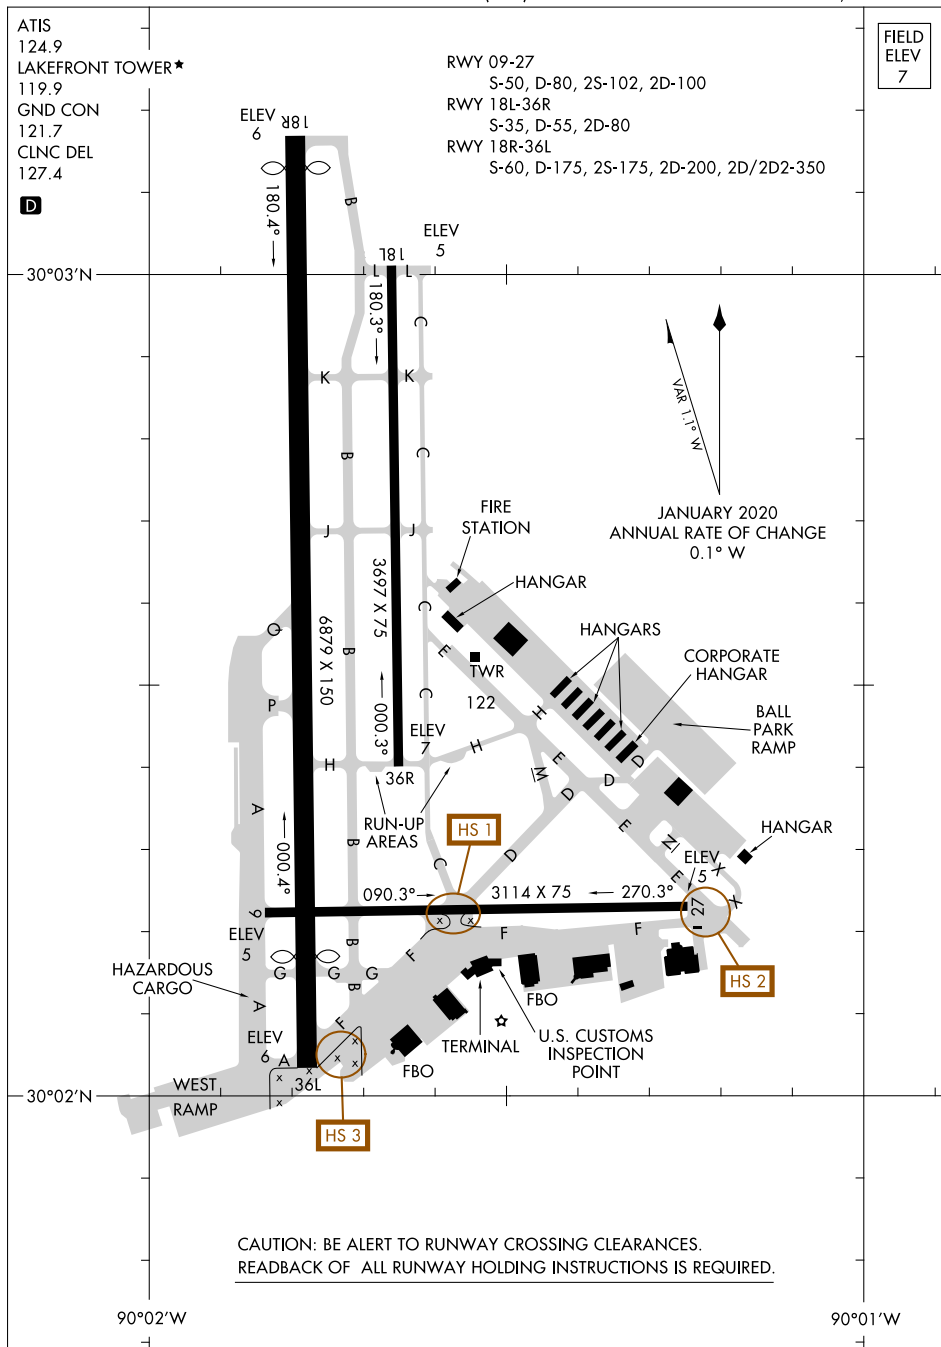 ATIS
124.9
LAKEFRONT TOWER★
119.9
GND CON
121.7
CLNC DEL
127.4
D
RWY 09-27
S-50, D-80, 2S-102, 2D-100
RWY 18L-36R
S-35, D-55, 2D-80
RWY 18R-36L
S-60, D-175, 2S-175, 2D-200, 2D/2D2-350
FIELD
ELEV
7
ELEV
6
18R
180.4°
B
ELEV
5
18L
L
L
30°03'N
180.3°
C
K
K
B
C
VAR 1.1° W
JANUARY 2020
ANNUAL RATE OF CHANGE
0.1° W
J
J
FIRE
STATION
HANGAR
3697 X 75
6879 X 150
C
E
Q
B
TWR
122
HANGARS
CORPORATE
HANGAR
BALL
PARK
RAMP
P
C
000.3°
ELEV
7
H
H
E
D
H
36R
M
D
D
RUN-UP
AREAS
A
000.4°
B
C
HS 1
D
E
N
HANGAR
ELEV
5
X
E
X
9
090.3°
3114 X 75
270.3°
27
ELEV
5
B
F
F
F
HS 2
HAZARDOUS
CARGO
G
G
G
A
B
F
FBO
TERMINAL
U.S. CUSTOMS
INSPECTION
POINT
ELEV
6
A
36L
FBO
WEST
RAMP
30°02'N
HS 3
x
x
x
x
x
x
x
x
CAUTION: BE ALERT TO RUNWAY CROSSING CLEARANCES.
READBACK OF ALL RUNWAY HOLDING INSTRUCTIONS IS REQUIRED.
90°02'W
90°01'W